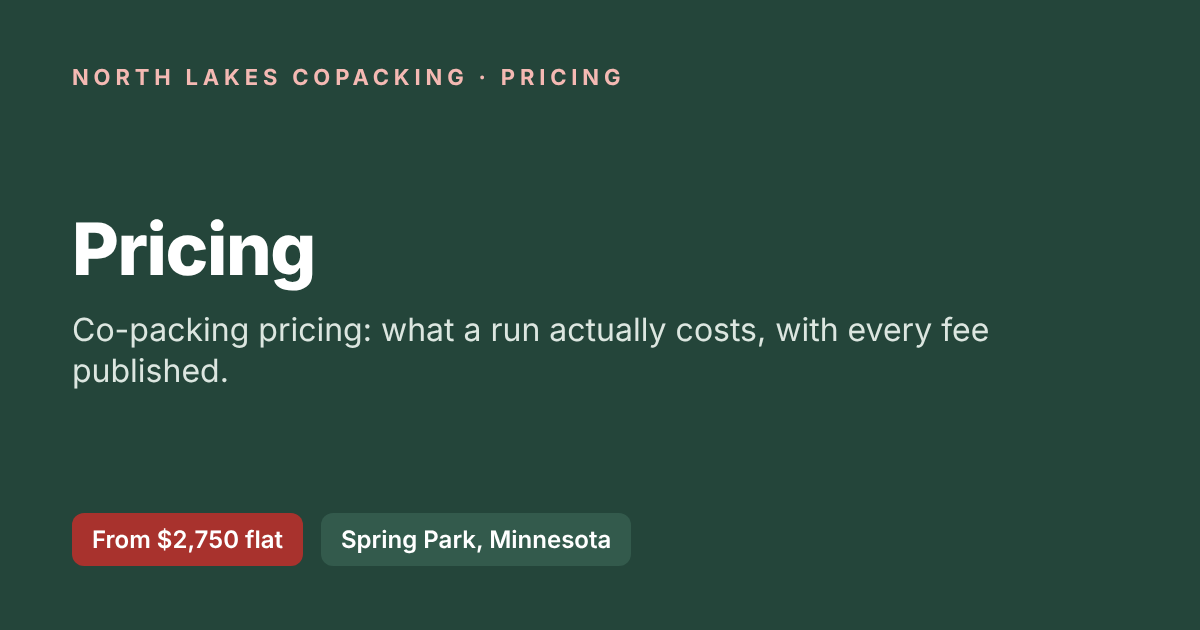 NORTH LAKES COPACKING · PRICING
Pricing
Co-packing pricing: what a run actually costs, with every fee
published.
From $2,750 flat
Spring Park, Minnesota